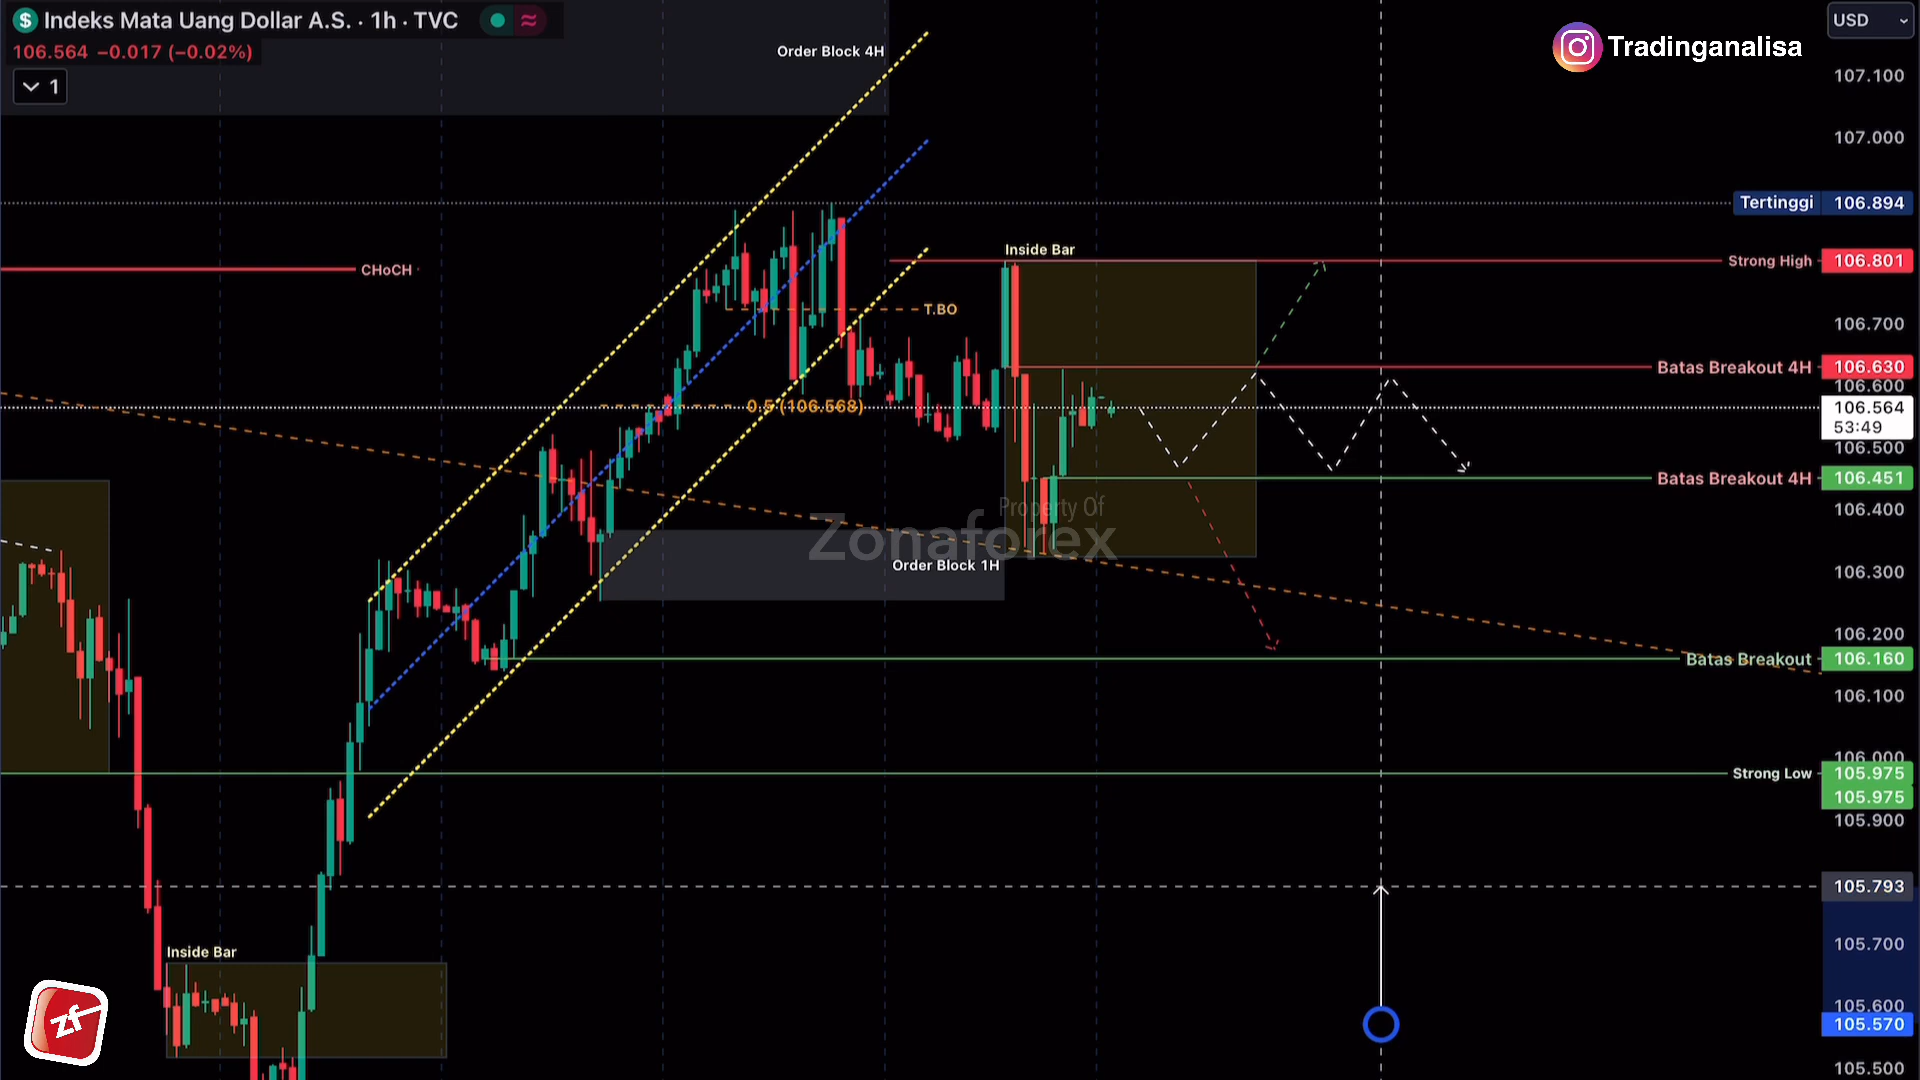 Indeks Mata Uang Dollar A.S. · 1h · TVC
106.564 −0.017 (−0.02%)
1
Order Block 4H
Tradinganalisa
USD
107.100
107.000
Tertinggi 106.894
Inside Bar
CHoCH
Strong High 106.801
T.BO
106.700
Batas Breakout 4H 106.630
106.600
0.5 (106.568)
106.564
53:49
106.500
Batas Breakout 4H 106.451
Property Of
Zonaforex
106.400
Order Block 1H
106.300
106.200
Batas Breakout 106.160
106.100
106.000
Strong Low 105.975
105.975
105.900
105.793
Inside Bar
105.700
105.600
zf
105.570
105.500